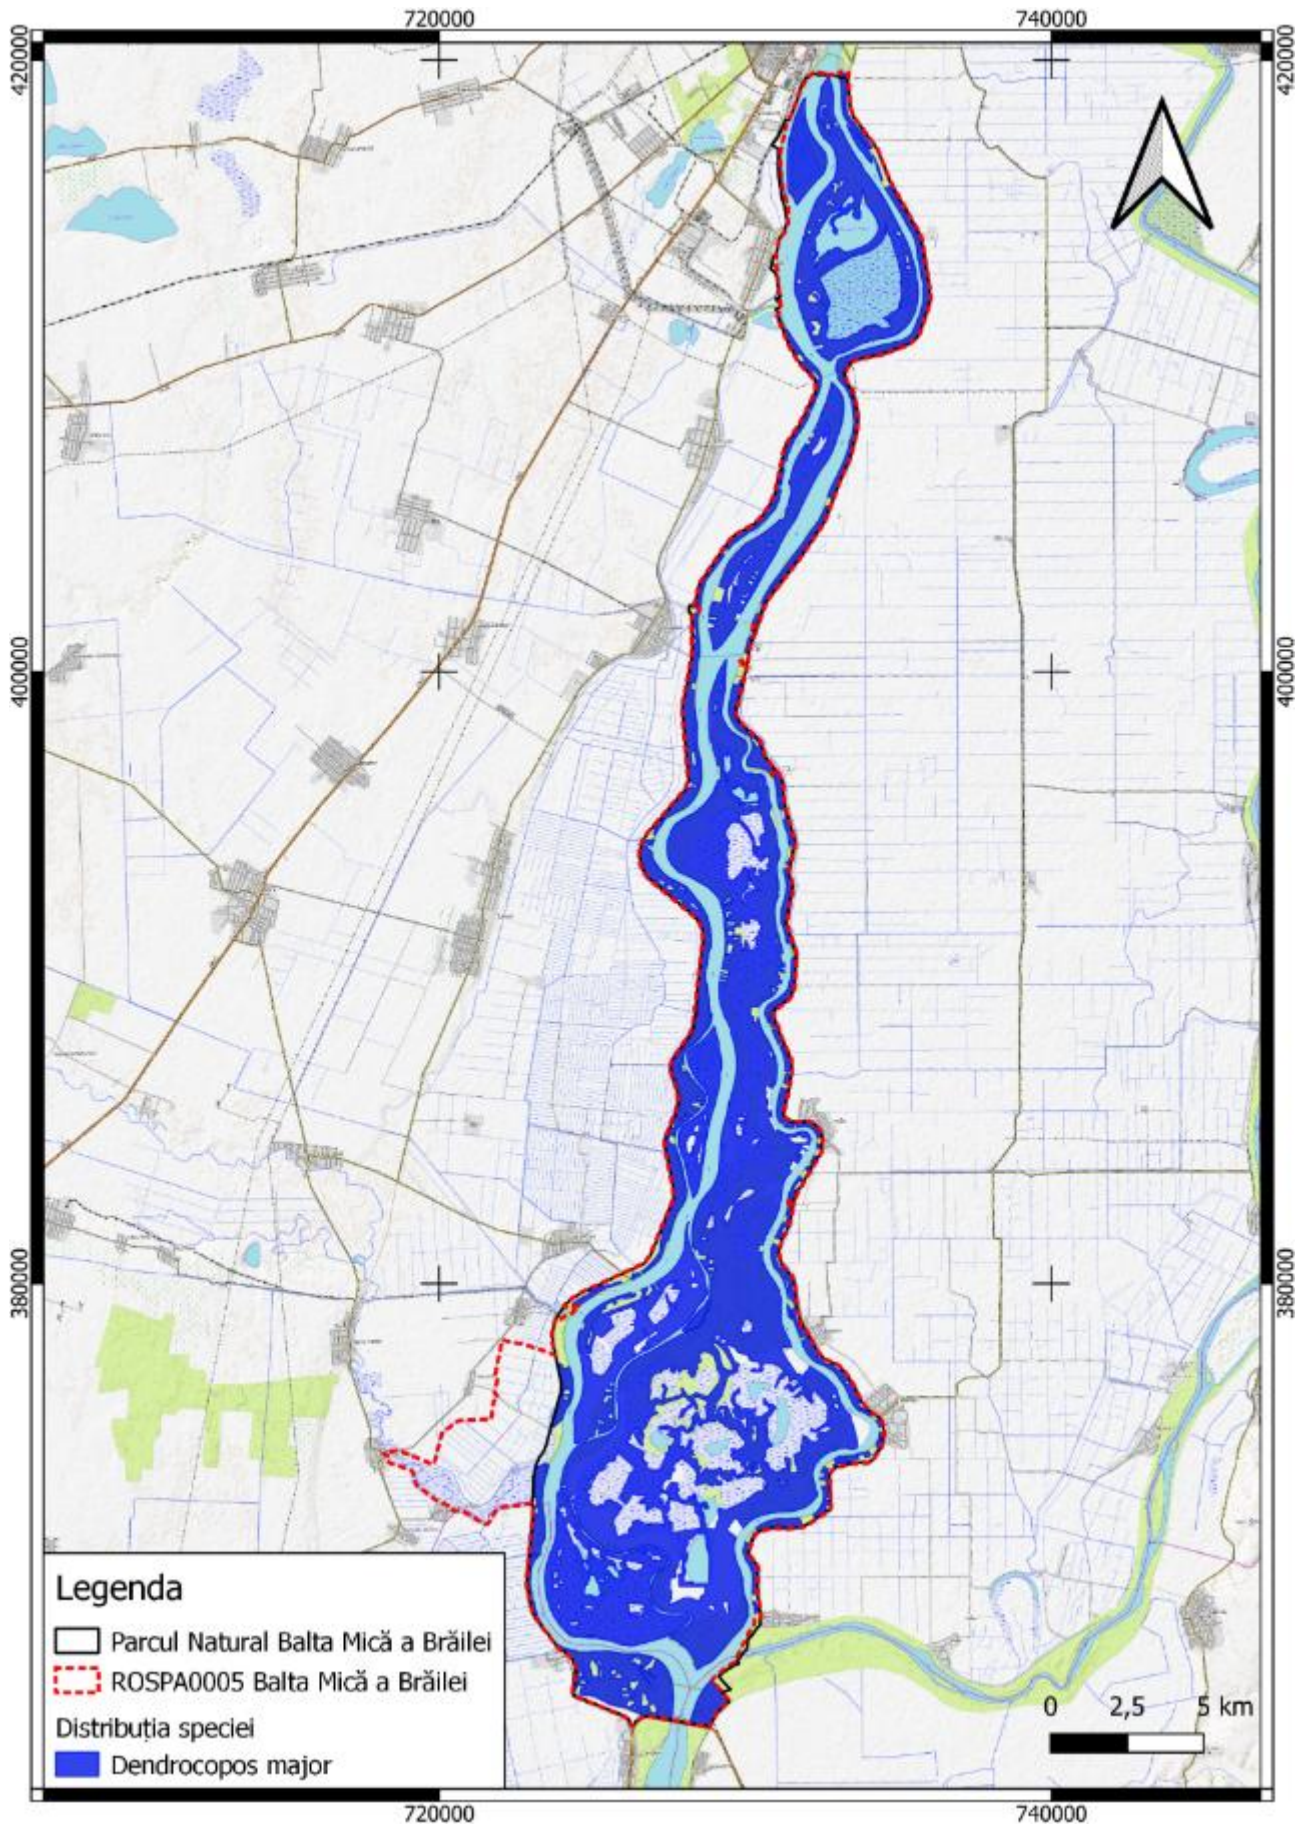 720000 740000
420000 420000
400000 400000
380000 380000
Legenda
Parcul Natural Balta Mică a Brăilei
ROSPA0005 Balta Mică a Brăilei
Distribuția speciei
Dendrocopos major
0 2,5 5 km
720000 740000